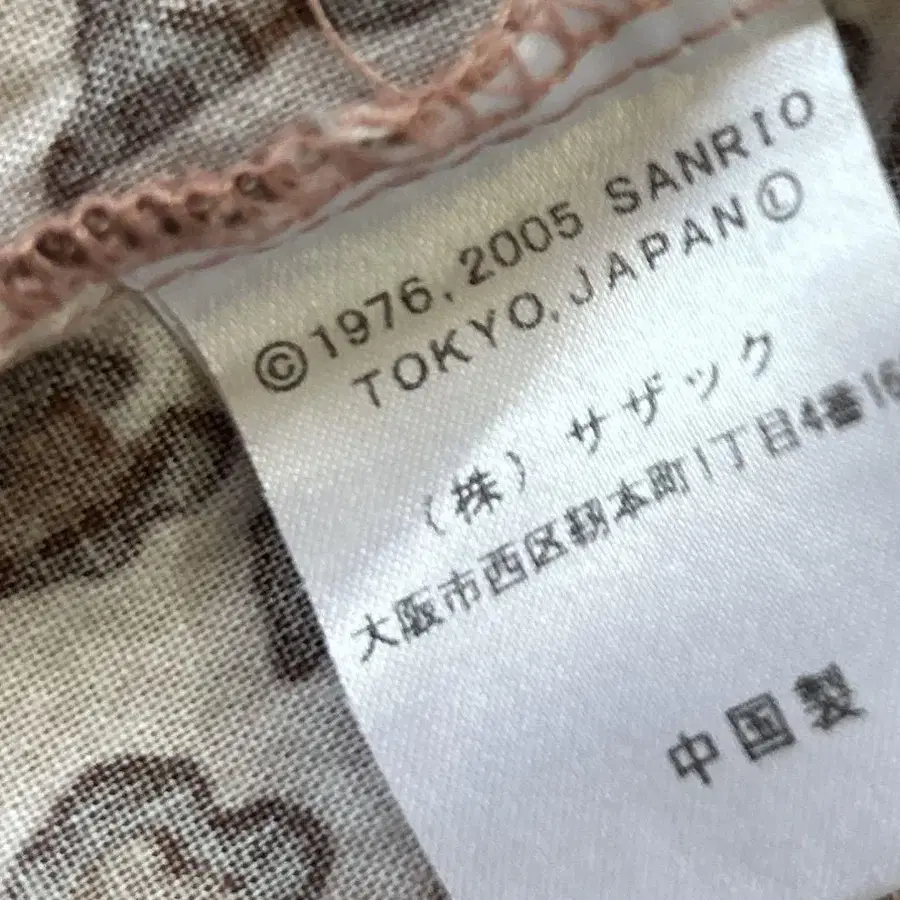 ©1976, 2005 SANRIO
TOKYO, JAPANⓁ
(株)サザック
大阪市西区靱本町1丁目4番16
中国製